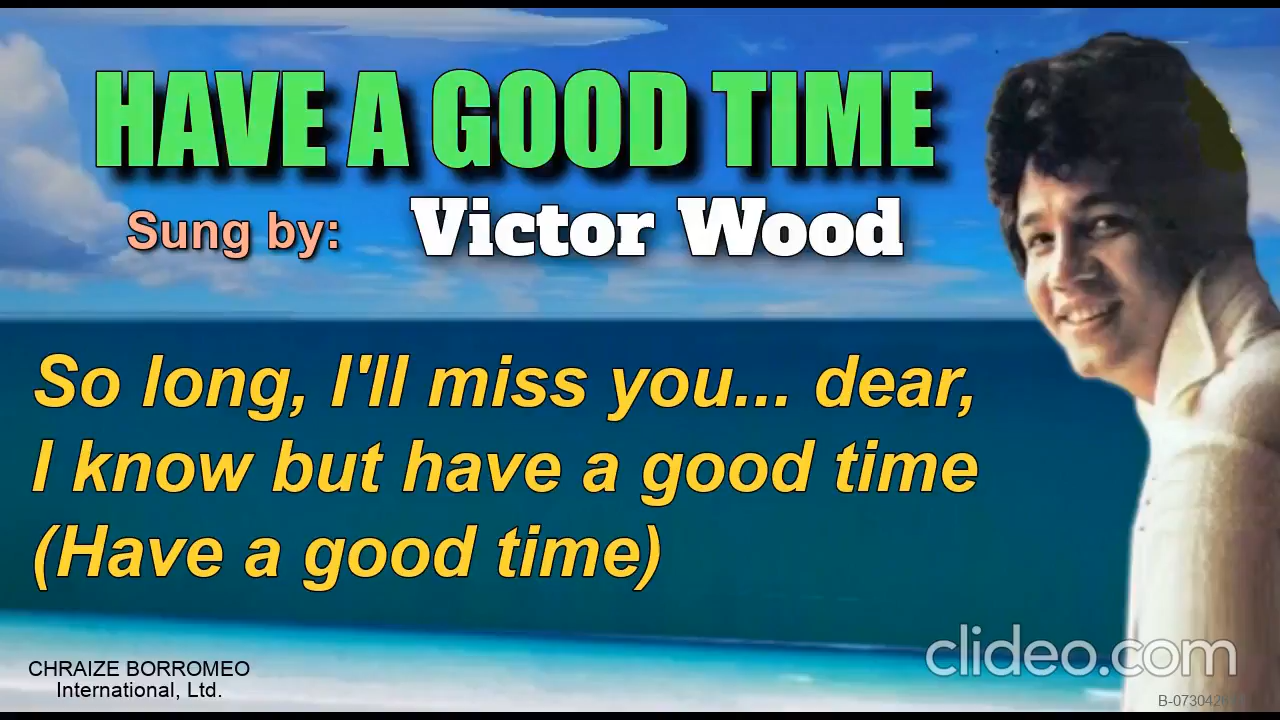 HAVE A GOOD TIME
Sung by: Victor Wood
So long, I'll miss you... dear,
I know but have a good time
(Have a good time)
clideo.com
CHRAIZE BORROMEO
International, Ltd.